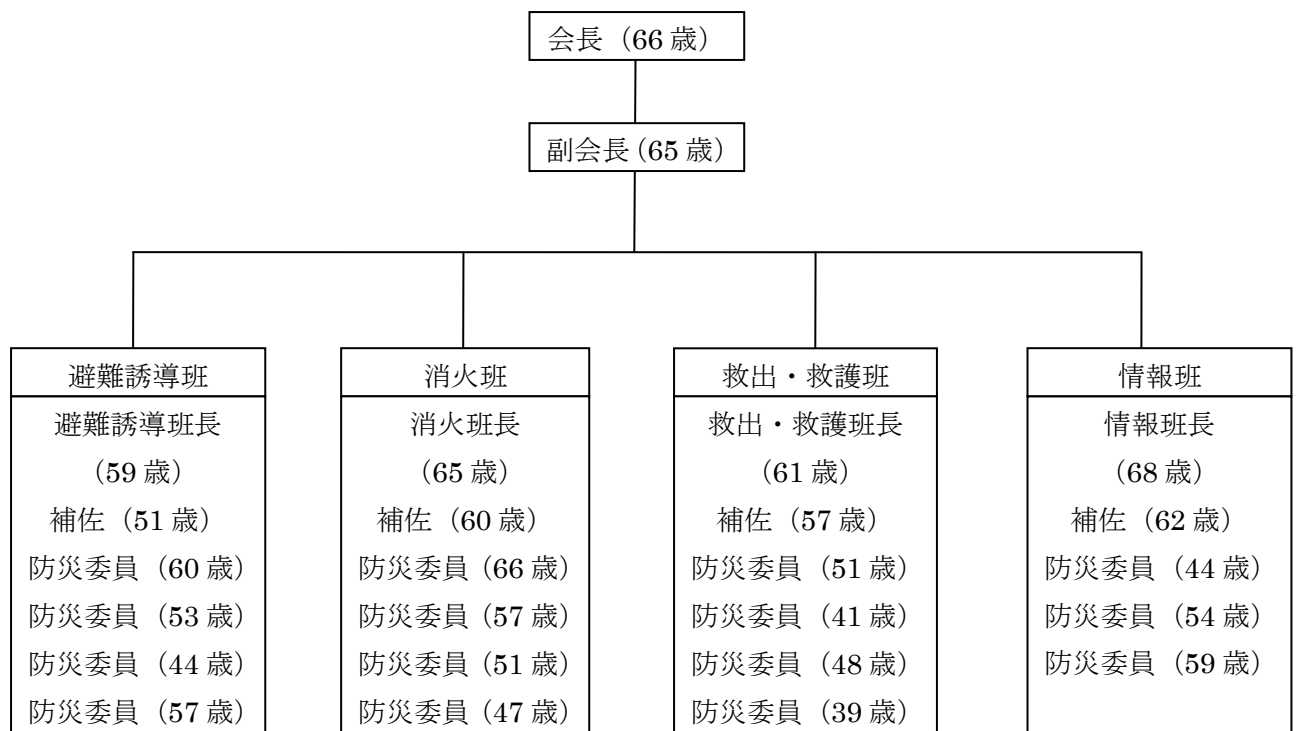 会長（66歳）
副会長（65歳）
避難誘導班
避難誘導班長
（59歳）
補佐（51歳）
防災委員（60歳）
防災委員（53歳）
防災委員（44歳）
防災委員（57歳）
消火班
消火班長
（65歳）
補佐（60歳）
防災委員（66歳）
防災委員（57歳）
防災委員（51歳）
防災委員（47歳）
救出・救護班
救出・救護班長
（61歳）
補佐（57歳）
防災委員（51歳）
防災委員（41歳）
防災委員（48歳）
防災委員（39歳）
情報班
情報班長
（68歳）
補佐（62歳）
防災委員（44歳）
防災委員（54歳）
防災委員（59歳）